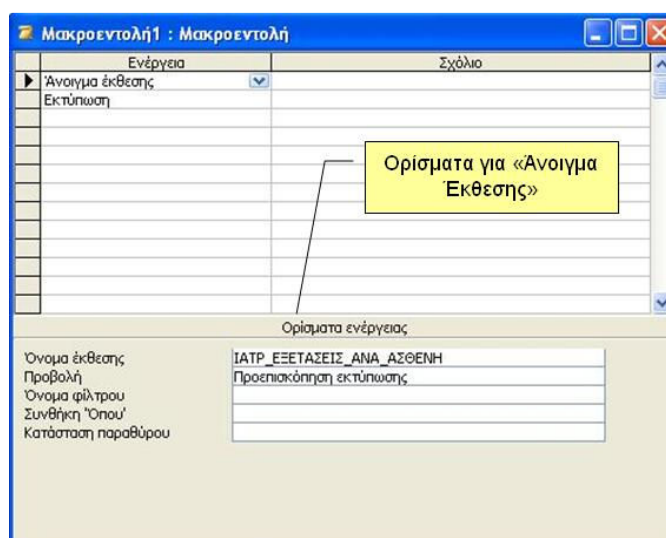 Μακροεντολή1 : Μακροεντολή
Ενέργεια Σχόλιο
Άνοιγμα έκθεσης
Εκτύπωση
Ορίσματα για «Άνοιγμα
Έκθεσης»
Ορίσματα ενέργειας
Όνομα έκθεσης ΙΑΤΡ_ΕΞΕΤΑΣΕΙΣ_ΑΝΑ_ΑΣΘΕΝΗ
Προβολή Προεπισκόπηση εκτύπωσης
Όνομα φίλτρου
Συνθήκη 'Όπου'
Κατάσταση παραθύρου